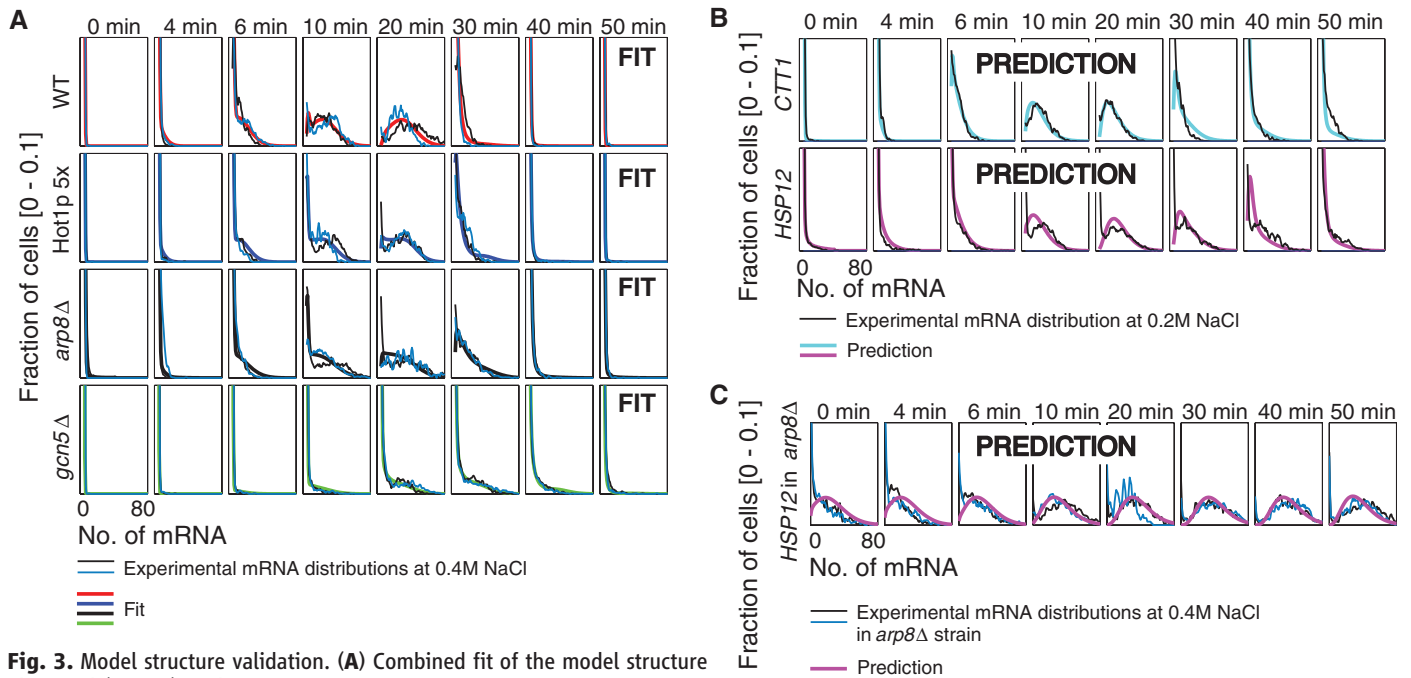 A
0 min 4 min 6 min 10 min 20 min 30 min 40 min 50 min
Fraction of cells [0 - 0.1]
WT
FIT
Hot1p 5x
FIT
arp8Δ
FIT
gcn5Δ
FIT
0 80
No. of mRNA
Experimental mRNA distributions at 0.4M NaCl
Fit
Fig. 3. Model structure validation. (A) Combined fit of the model structure
B
0 min 4 min 6 min 10 min 20 min 30 min 40 min 50 min
Fraction of cells [0 - 0.1]
CTT1
PREDICTION
HSP12
PREDICTION
0 80
No. of mRNA
Experimental mRNA distribution at 0.2M NaCl
Prediction
C
0 min 4 min 6 min 10 min 20 min 30 min 40 min 50 min
Fraction of cells [0 - 0.1]
HSP12 in arp8Δ
PREDICTION
0 80
No. of mRNA
Experimental mRNA distributions at 0.4M NaCl
in arp8Δ strain
Prediction